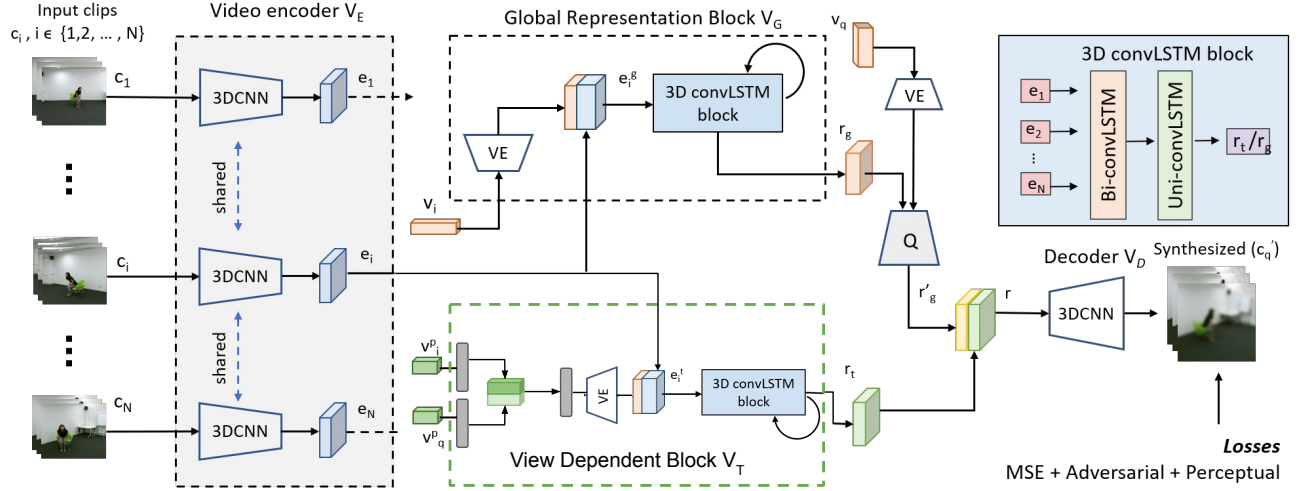 Input clips
c_i , i ϵ {1,2, ... , N}
Video encoder V_E
Global Representation Block V_G
v_q
3D convLSTM block
c_1
3DCNN
e_1
e_i^g
3D convLSTM
block
VE
VE
r_g
e_1
e_2
⋮
e_N
Bi-convLSTM
Uni-convLSTM
r_t/r_g
shared
v_i
Q
c_i
3DCNN
e_i
Decoder V_D
Synthesized (c_q')
r'_g
r
3DCNN
shared
v^p_i
v^p_q
VE
e_i^t
3D convLSTM
block
r_t
c_N
3DCNN
e_N
View Dependent Block V_T
Losses
MSE + Adversarial + Perceptual